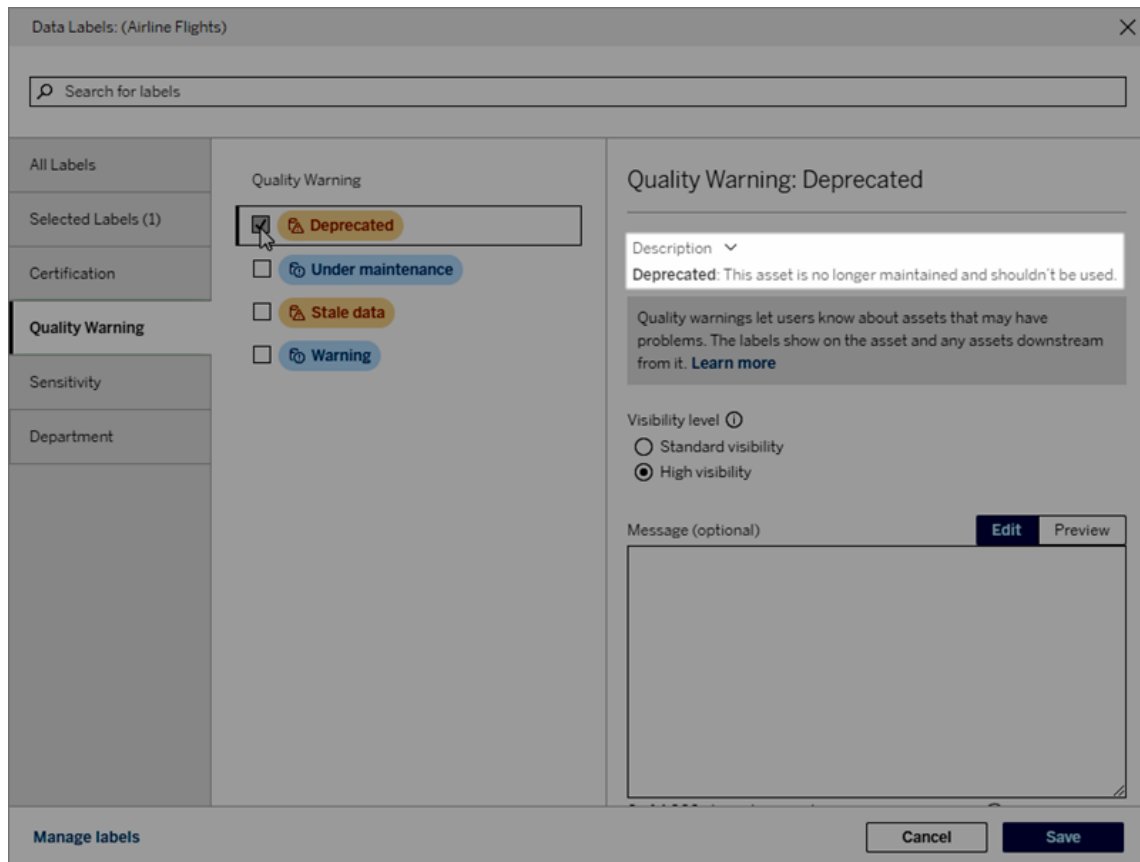 Data Labels: (Airline Flights)
Search for labels
All Labels
Selected Labels (1)
Certification
Quality Warning
Sensitivity
Department
Quality Warning
Deprecated
Under maintenance
Stale data
Warning
Quality Warning: Deprecated
Description
Deprecated: This asset is no longer maintained and shouldn't be used.
Quality warnings let users know about assets that may have
problems. The labels show on the asset and any assets downstream
from it. Learn more
Visibility level
Standard visibility
High visibility
Message (optional)
Edit
Preview
Manage labels
Cancel
Save